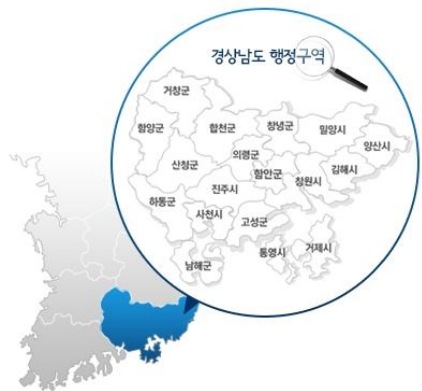 경상남도 행정구역
거창군
함양군
합천군
창녕군
밀양시
양산시
산청군
의령군
함안군
창원시
김해시
하동군
진주시
사천시
고성군
남해군
통영시
거제시